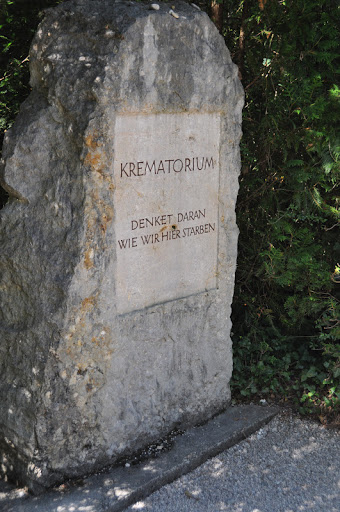 KREMATORIUM
DENKET DARAN
WIE WIR HIER STARBEN